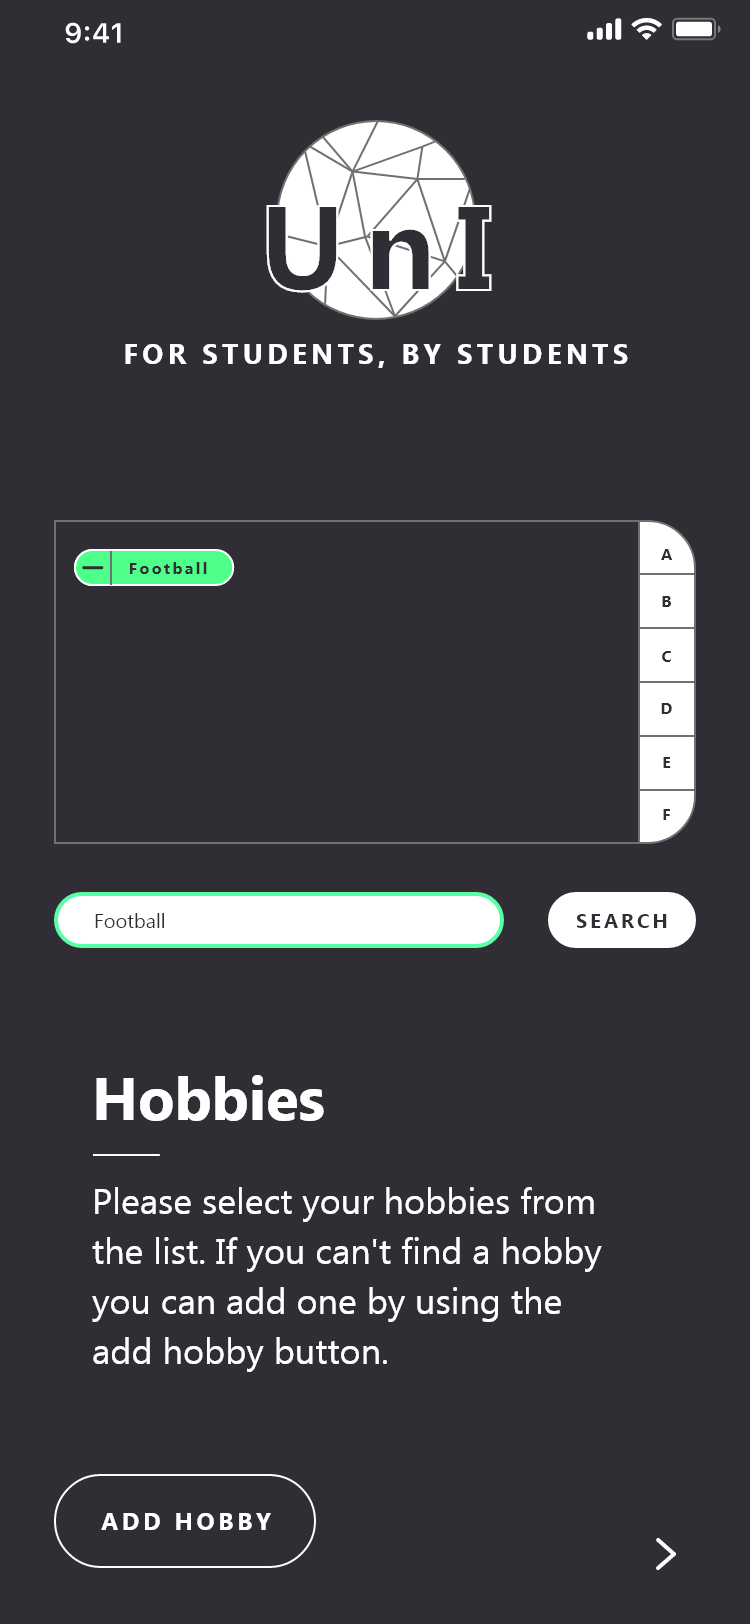 9:41
UnI
FOR STUDENTS, BY STUDENTS
Football
A
B
C
D
E
F
Football
SEARCH
Hobbies
Please select your hobbies from
the list. If you can't find a hobby
you can add one by using the
add hobby button.
ADD HOBBY